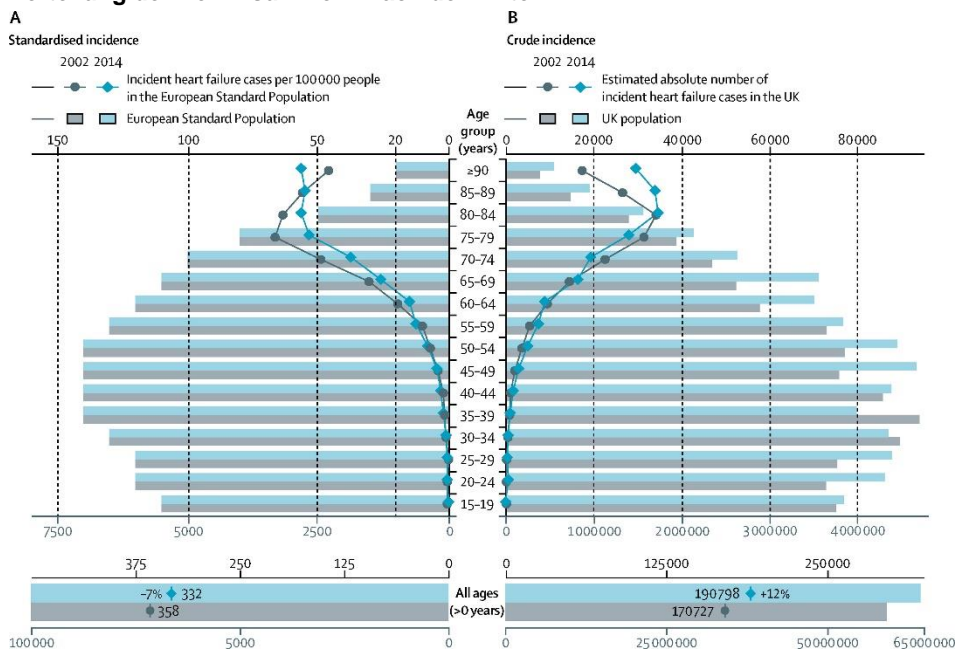 A
B
Standardised incidence
Crude incidence
2002 2014
Incident heart failure cases per 100 000 people
in the European Standard Population
European Standard Population
2002 2014
Estimated absolute number of
incident heart failure cases in the UK
UK population
Age
group
(years)
150 100 50 20 0
0 20000 40000 60000 80000
≥90
85–89
80–84
75–79
70–74
65–69
60–64
55–59
50–54
45–49
40–44
35–39
30–34
25–29
20–24
15–19
7500 5000 2500 0
0 1000000 2000000 3000000 4000000
375 250 125 0
0 125000 250000
–7% 332
358
All ages
(>0 years)
190798 +12%
170727
100000 5000 0
0 25000000 50000000 65000000